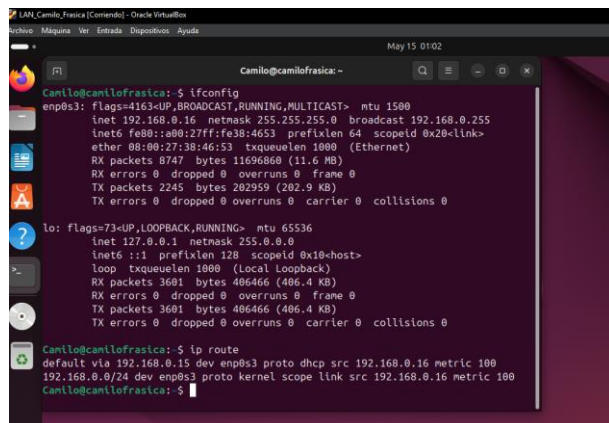 LAN_Camilo_Frasica [Corriendo] - Oracle VirtualBox
Archivo Máquina Ver Entrada Dispositivos Ayuda
May 15 01:02
Camilo@camilofrasica: ~
Camilo@camilofrasica:~$ ifconfig
enp0s3: flags=4163<UP,BROADCAST,RUNNING,MULTICAST> mtu 1500
inet 192.168.0.16 netmask 255.255.255.0 broadcast 192.168.0.255
inet6 fe80::a00:27ff:fe38:4653 prefixlen 64 scopeid 0x20<link>
ether 08:00:27:38:46:53 txqueuelen 1000 (Ethernet)
RX packets 8747 bytes 11696860 (11.6 MB)
RX errors 0 dropped 0 overruns 0 frame 0
TX packets 2245 bytes 202959 (202.9 KB)
TX errors 0 dropped 0 overruns 0 carrier 0 collisions 0
lo: flags=73<UP,LOOPBACK,RUNNING> mtu 65536
inet 127.0.0.1 netmask 255.0.0.0
inet6 ::1 prefixlen 128 scopeid 0x10<host>
loop txqueuelen 1000 (Local Loopback)
RX packets 3601 bytes 406466 (406.4 KB)
RX errors 0 dropped 0 overruns 0 frame 0
TX packets 3601 bytes 406466 (406.4 KB)
TX errors 0 dropped 0 overruns 0 carrier 0 collisions 0
Camilo@camilofrasica:~$ ip route
default via 192.168.0.15 dev enp0s3 proto dhcp src 192.168.0.16 metric 100
192.168.0.0/24 dev enp0s3 proto kernel scope link src 192.168.0.16 metric 100
Camilo@camilofrasica:~$